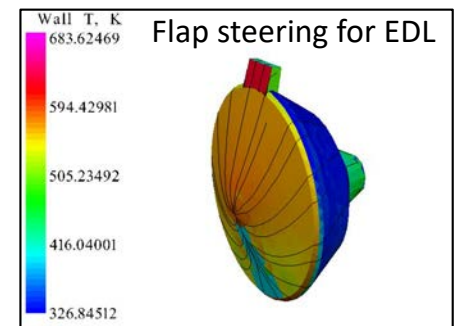 Wall T, K
Flap steering for EDL
683.62469
594.42981
505.23492
416.04001
326.84512